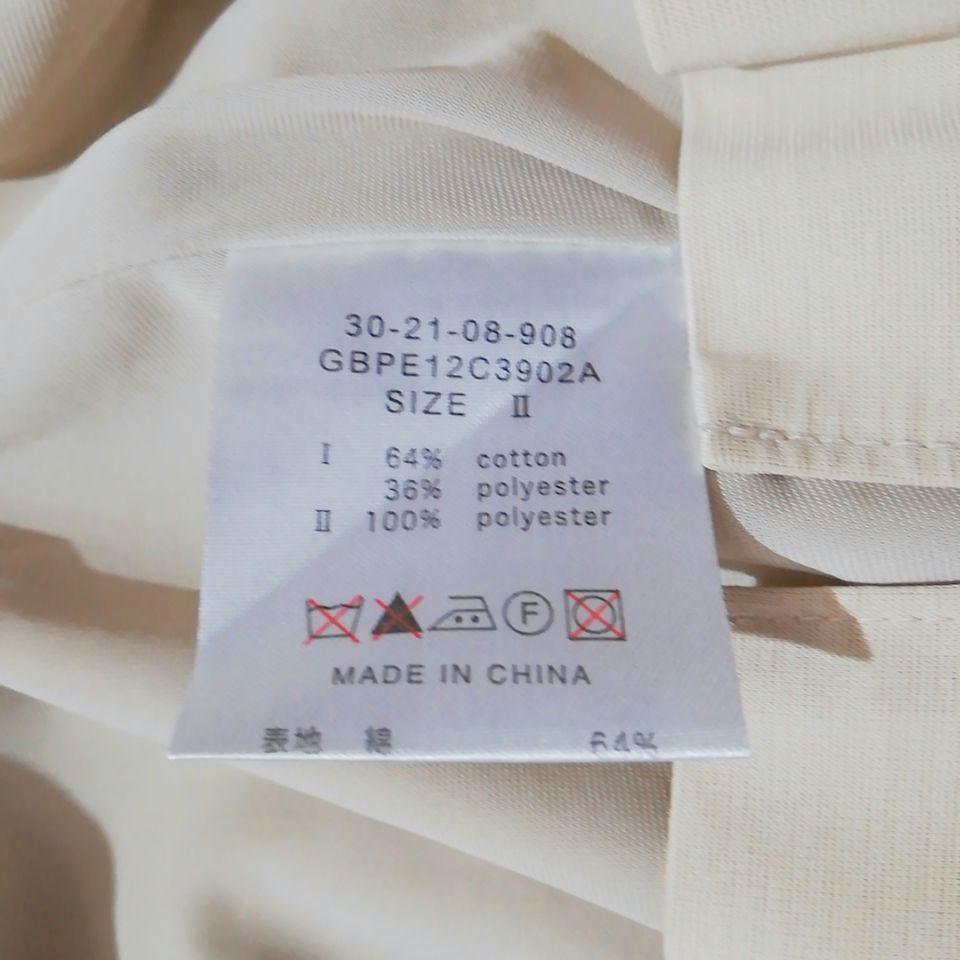 30-21-08-908
GBPE12C3902A
SIZE Ⅱ
Ⅰ 64% cotton
36% polyester
Ⅱ 100% polyester
F
MADE IN CHINA
表地 綿 64%